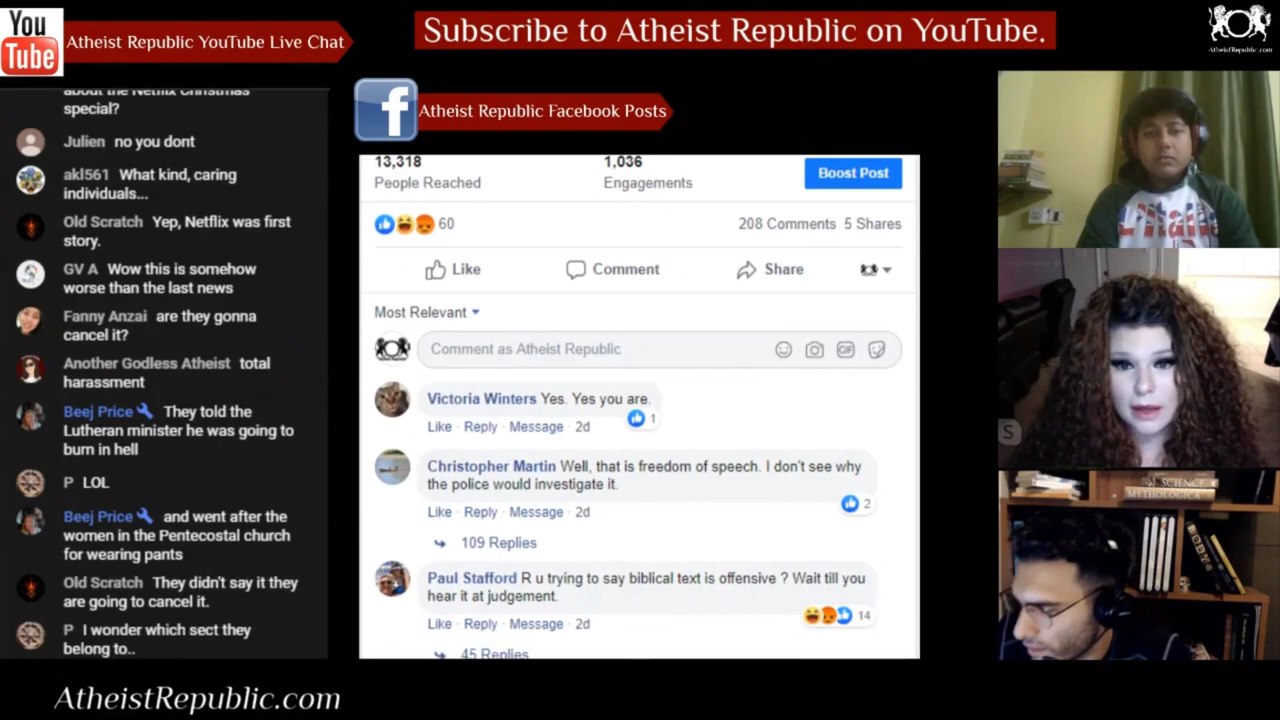 You
Tube
Atheist Republic YouTube Live Chat
Subscribe to Atheist Republic on YouTube.
AtheistRepublic.com
about the Netflix Christmas
special?
Julien no you dont
akl561 What kind, caring
individuals...
Old Scratch Yep, Netflix was first
story.
GV A Wow this is somehow
worse than the last news
Fanny Anzai are they gonna
cancel it?
Another Godless Atheist total
harassment
Beej Price They told the
Lutheran minister he was going to
burn in hell
P LOL
Beej Price and went after the
women in the Pentecostal church
for wearing pants
Old Scratch They didn't say it they
are going to cancel it.
P I wonder which sect they
belong to..
f
Atheist Republic Facebook Posts
13,318
People Reached
1,036
Engagements
Boost Post
60
208 Comments 5 Shares
Like
Comment
Share
Most Relevant
Comment as Atheist Republic
GIF
Victoria Winters Yes. Yes you are.
Like · Reply · Message · 2d
1
Christopher Martin Well, that is freedom of speech. I don't see why
the police would investigate it.
Like · Reply · Message · 2d
2
109 Replies
Paul Stafford R u trying to say biblical text is offensive ? Wait till you
hear it at judgement.
Like · Reply · Message · 2d
14
45 Replies
S
SCIENCE
MYTHOLOGICA
AtheistRepublic.com